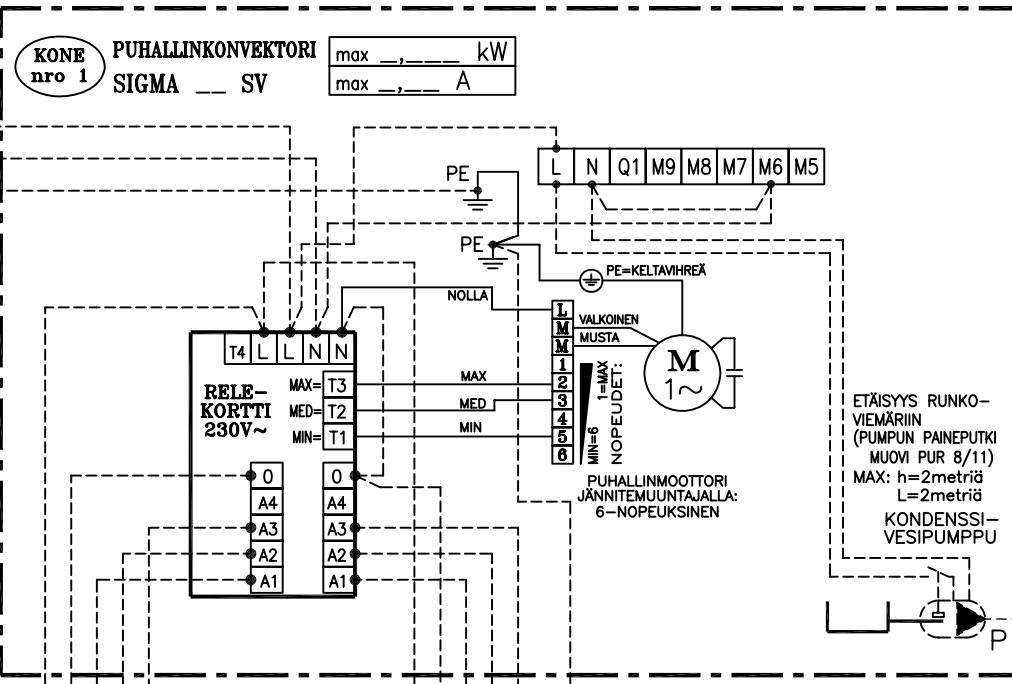 KONE
nro 1
PUHALLINKONVEKTORI
SIGMA __ SV
max _,___ kW
max _,__ A
PE
L N Q1 M9 M8 M7 M6 M5
PE
PE=KELTAVIHREÄ
NOLLA
VALKOINEN
MUSTA
L
M
M
1
2
3
4
5
6
M
1~
1=MAX
MIN=6
NOPEUDET:
T4 L L N N
RELE-
KORTTI
230V~
MAX= T3
MED= T2
MIN= T1
MAX
MED
MIN
0
A4
A3
A2
A1
0
A4
A3
A2
A1
PUHALLINMOOTTORI
JÄNNITEMUUNTAJALLA:
6-NOPEUKSINEN
ETÄISYYS RUNKO-
VIEMÄRIIN
(PUMPUN PAINEPUTKI
MUOVI PUR 8/11)
MAX: h=2metriä
L=2metriä
KONDENSSI-
VESIPUMPPU
P